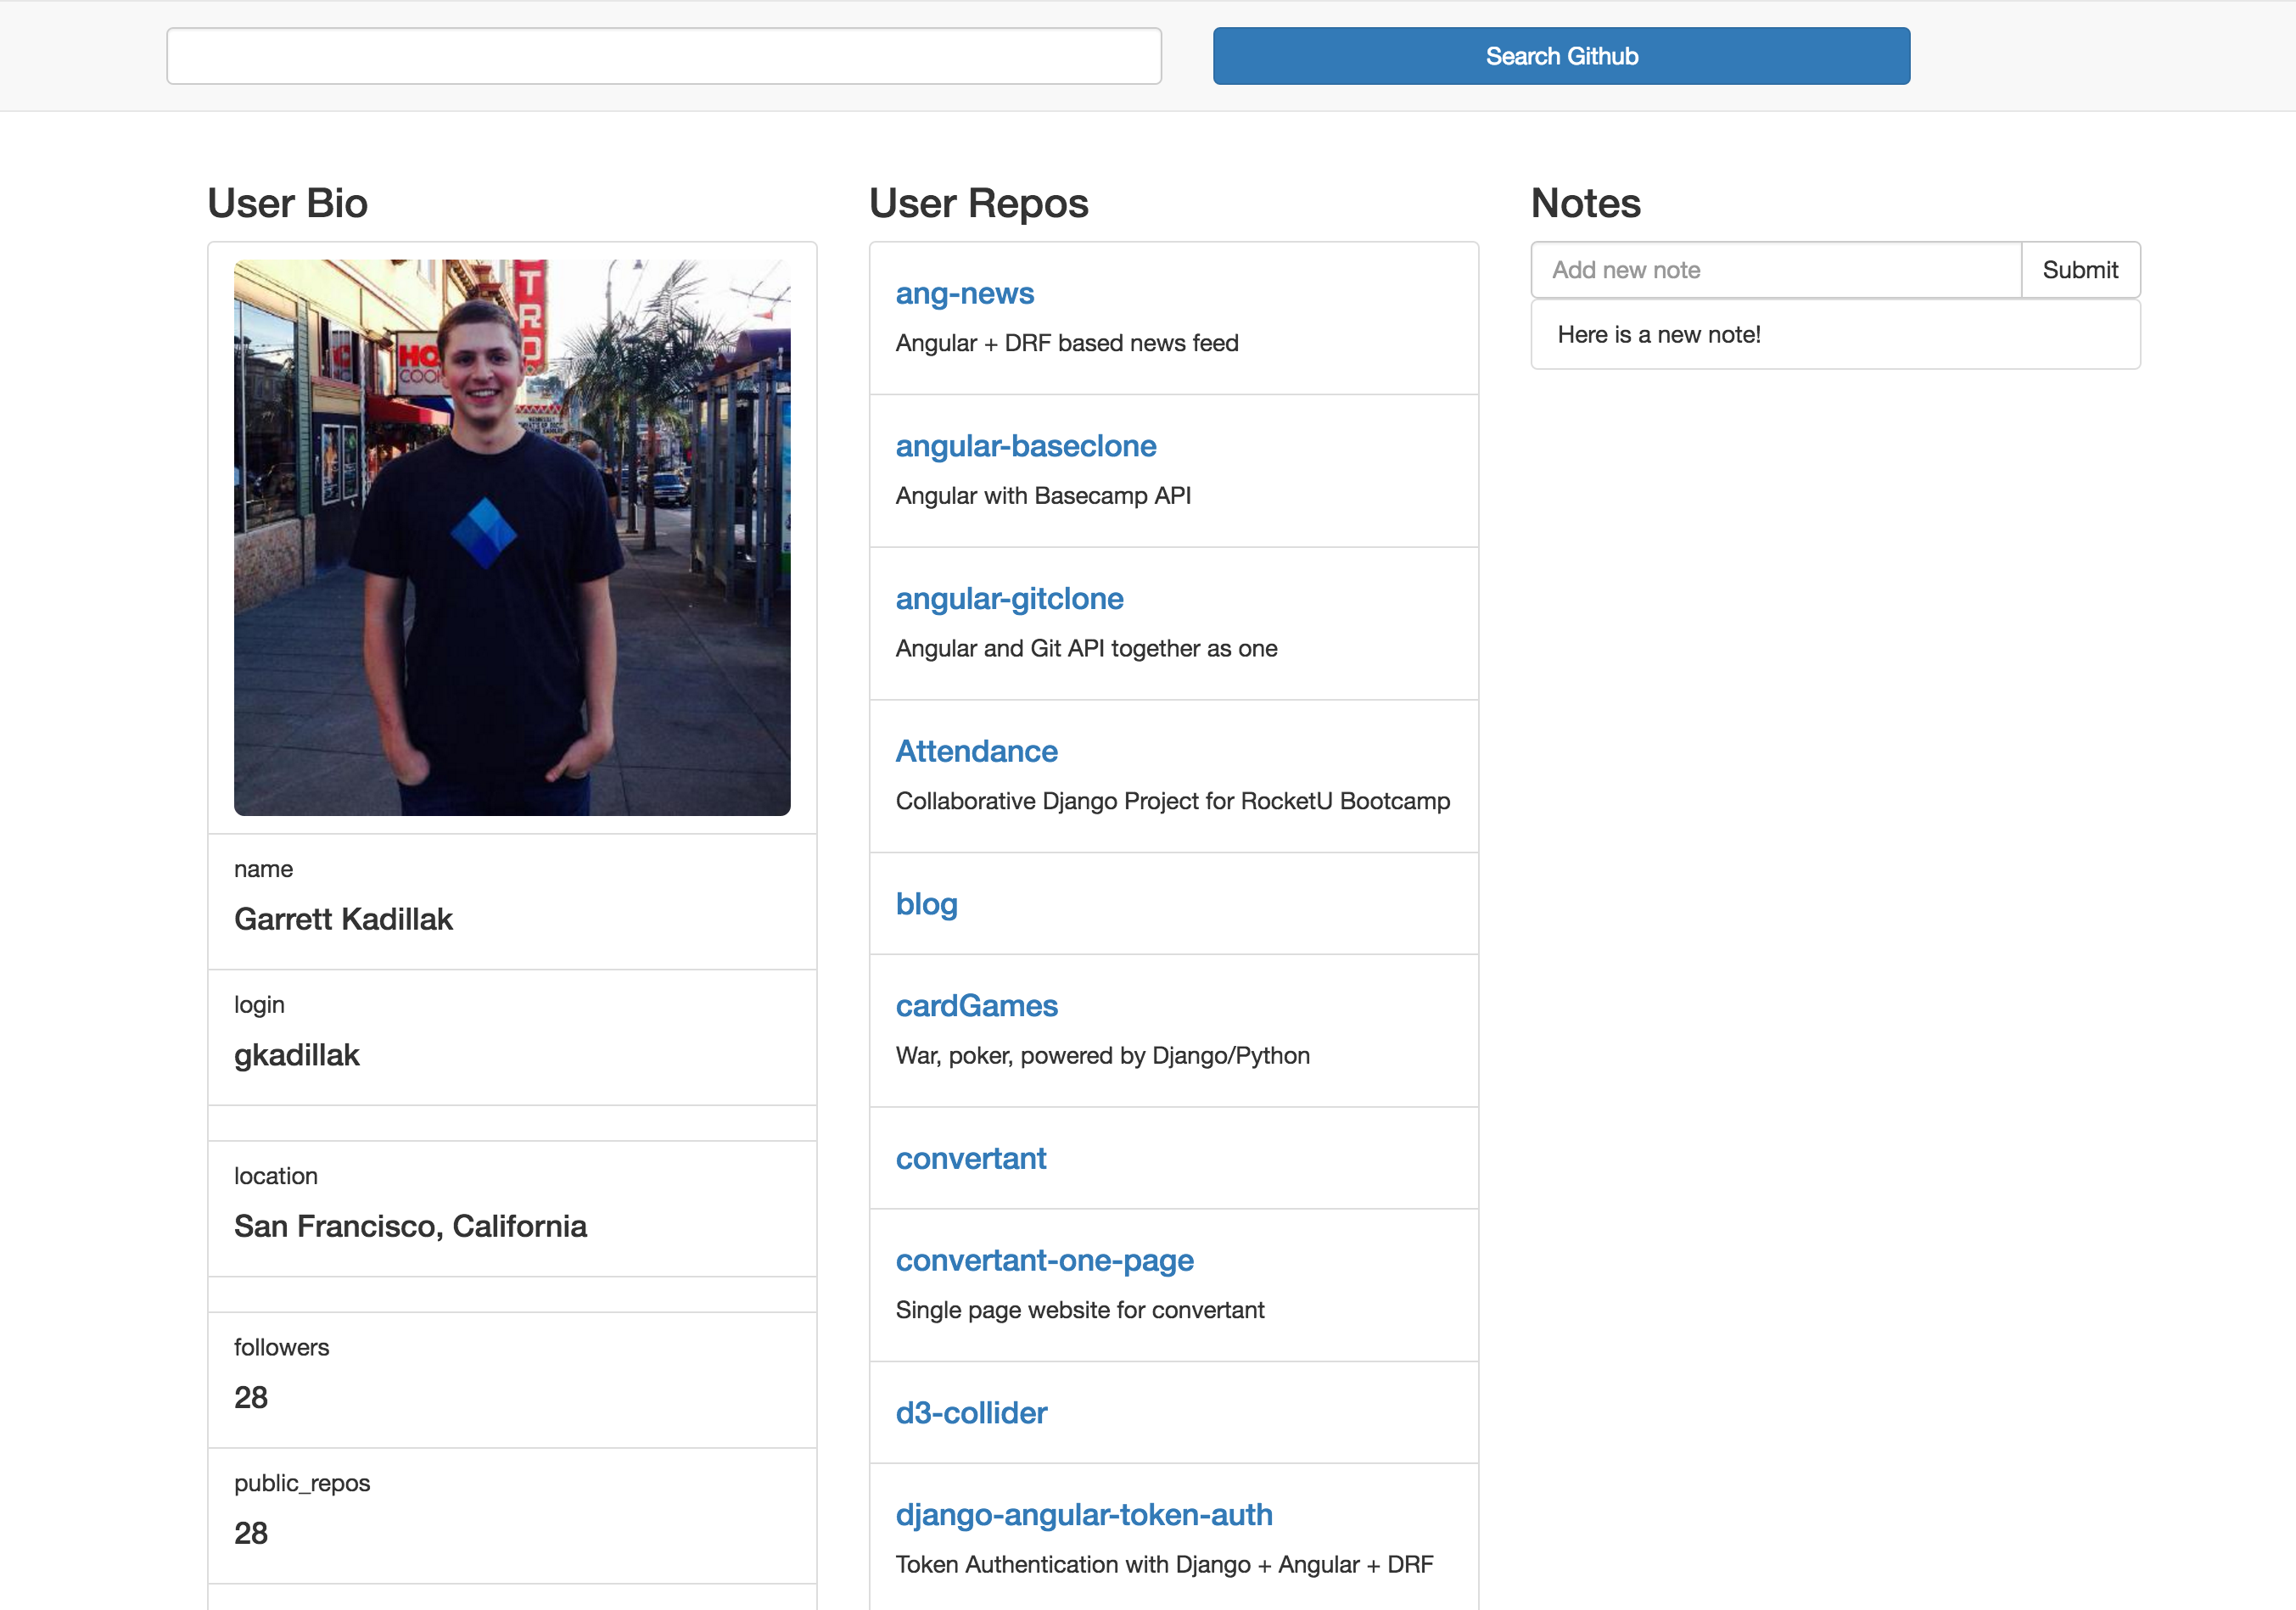 Search Github
User Bio
TRO
HO
COO
name
Garrett Kadillak
login
gkadillak
location
San Francisco, California
followers
28
public_repos
28
User Repos
ang-news
Angular + DRF based news feed
angular-baseclone
Angular with Basecamp API
angular-gitclone
Angular and Git API together as one
Attendance
Collaborative Django Project for RocketU Bootcamp
blog
cardGames
War, poker, powered by Django/Python
convertant
convertant-one-page
Single page website for convertant
d3-collider
django-angular-token-auth
Token Authentication with Django + Angular + DRF
Notes
Add new note
Submit
Here is a new note!